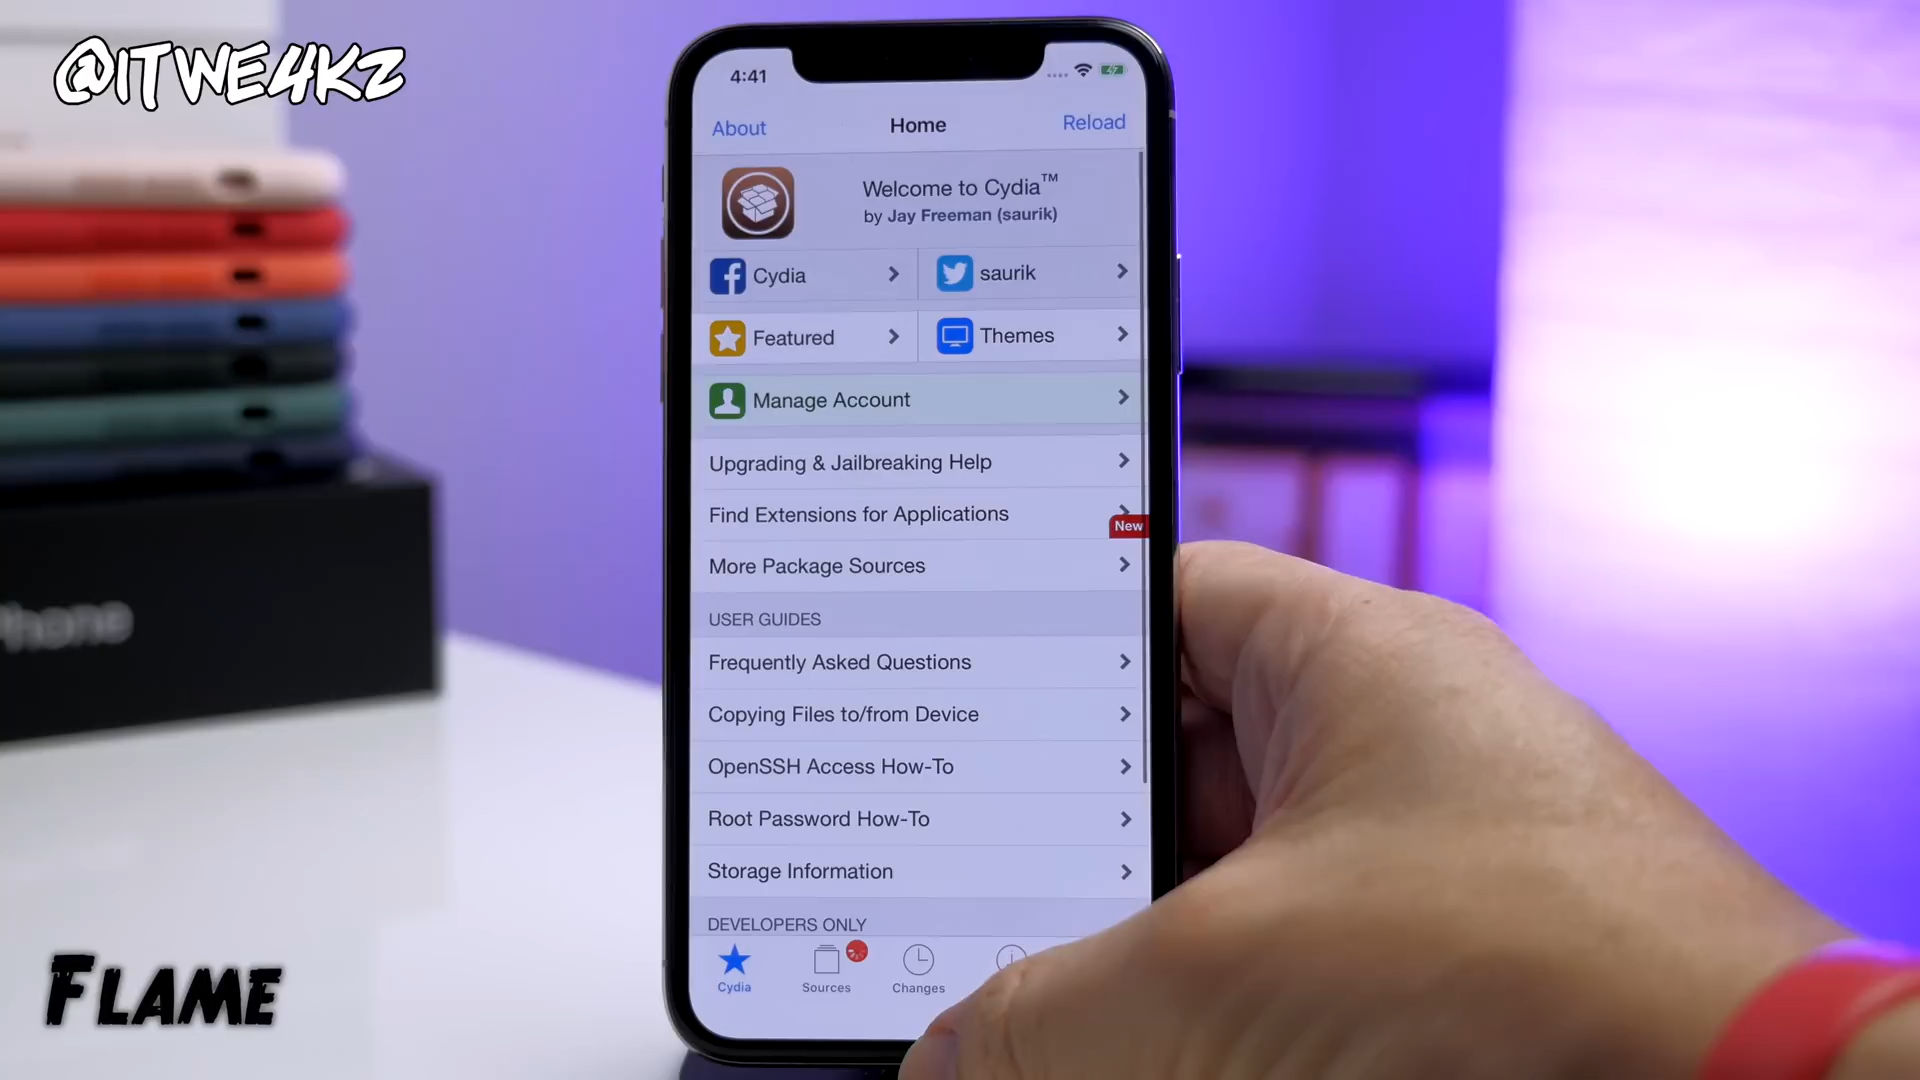 @iTWE4KZ
4:41
About Home Reload
Welcome to Cydia™
by Jay Freeman (saurik)
Cydia
saurik
Featured
Themes
Manage Account
Upgrading & Jailbreaking Help
Find Extensions for Applications
New
More Package Sources
USER GUIDES
Frequently Asked Questions
Copying Files to/from Device
OpenSSH Access How-To
Root Password How-To
Storage Information
DEVELOPERS ONLY
Cydia Sources Changes
Phone
FLAME